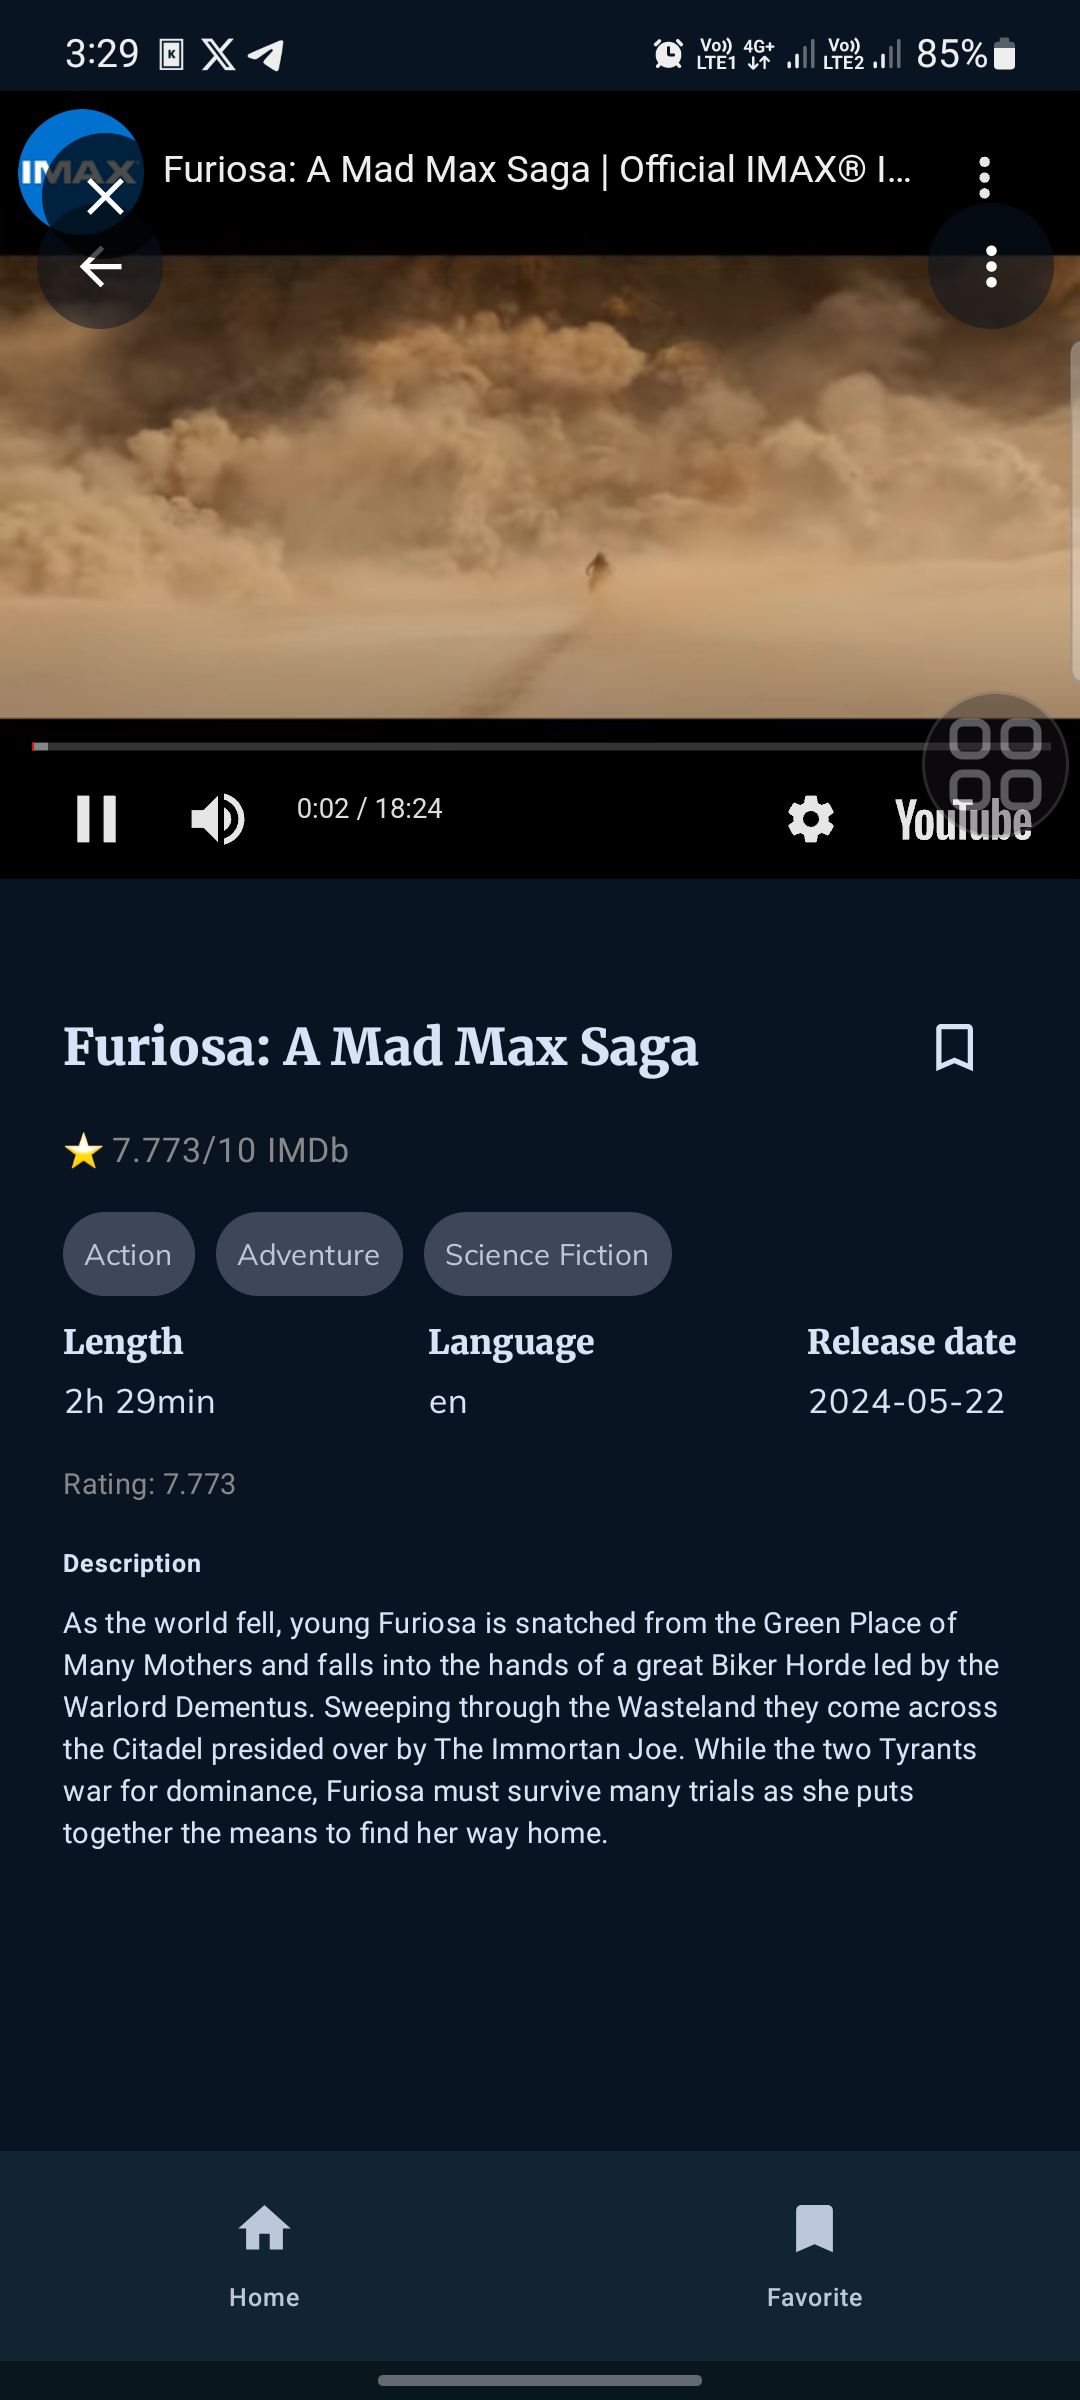 3:29
K
Vo)) LTE1 4G+ Vo)) LTE2 85%
IMAX
Furiosa: A Mad Max Saga | Official IMAX® I...
0:02 / 18:24
YouTube
Furiosa: A Mad Max Saga
7.773/10 IMDb
Action Adventure Science Fiction
Length Language Release date
2h 29min en 2024-05-22
Rating: 7.773
Description
As the world fell, young Furiosa is snatched from the Green Place of
Many Mothers and falls into the hands of a great Biker Horde led by the
Warlord Dementus. Sweeping through the Wasteland they come across
the Citadel presided over by The Immortan Joe. While the two Tyrants
war for dominance, Furiosa must survive many trials as she puts
together the means to find her way home.
Home Favorite